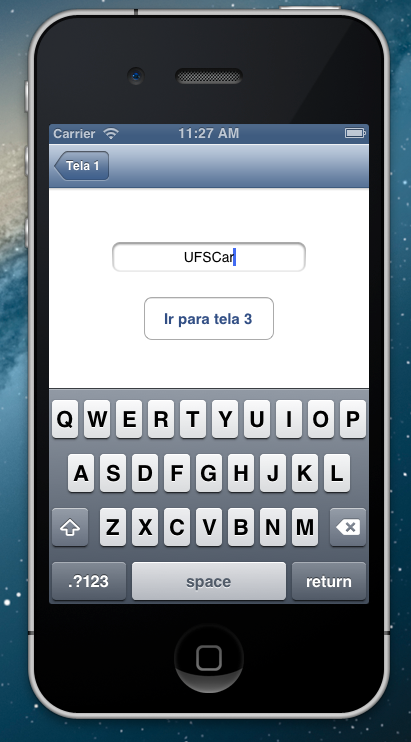 Carrier 11:27 AM
Tela 1
UFSCar
Ir para tela 3
Q W E R T Y U I O P
A S D F G H J K L
Z X C V B N M
.?123 space return